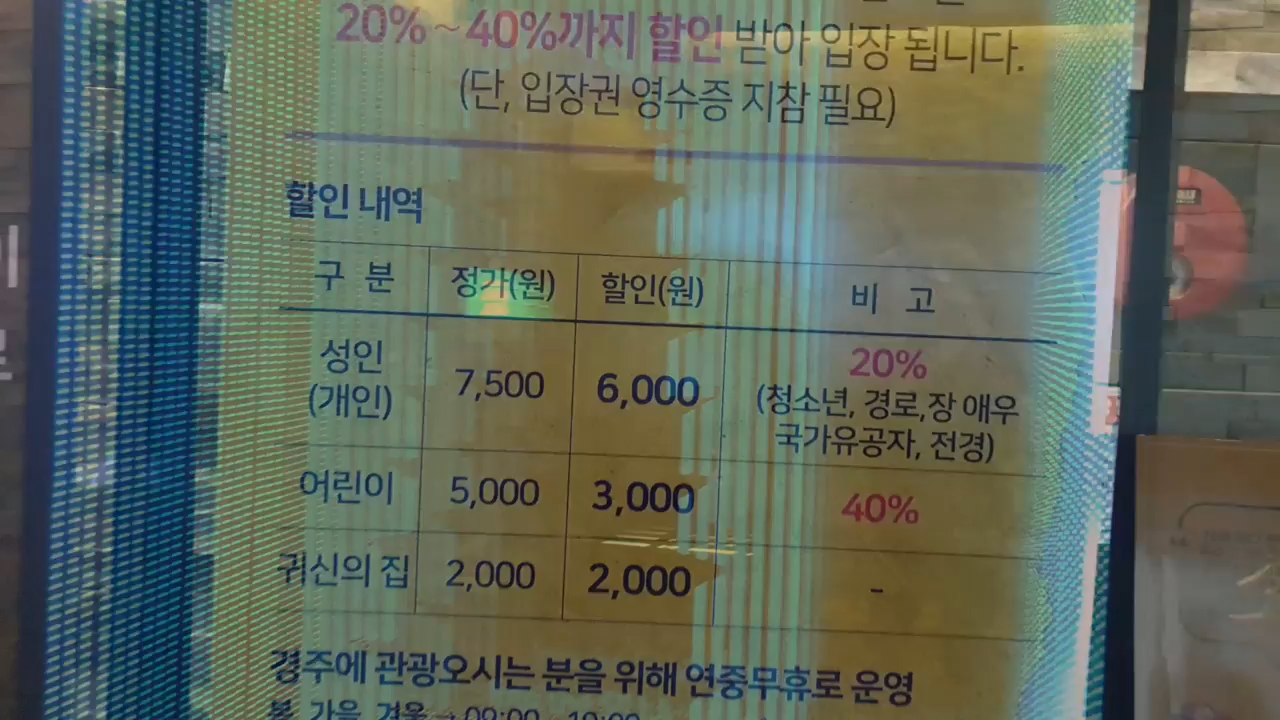 20%~40%까지 할인 받아 입장 됩니다.
(단, 입장권 영수증 지참 필요)
할인 내역
구 분 정가(원) 할인(원) 비 고
성인 (개인) 7,500 6,000 20% (청소년, 경로,장 애우 국가유공자, 전경)
어린이 5,000 3,000 40%
귀신의 집 2,000 2,000 -
경주에 관광오시는 분을 위해 연중무휴로 운영
봄, 가을, 겨울